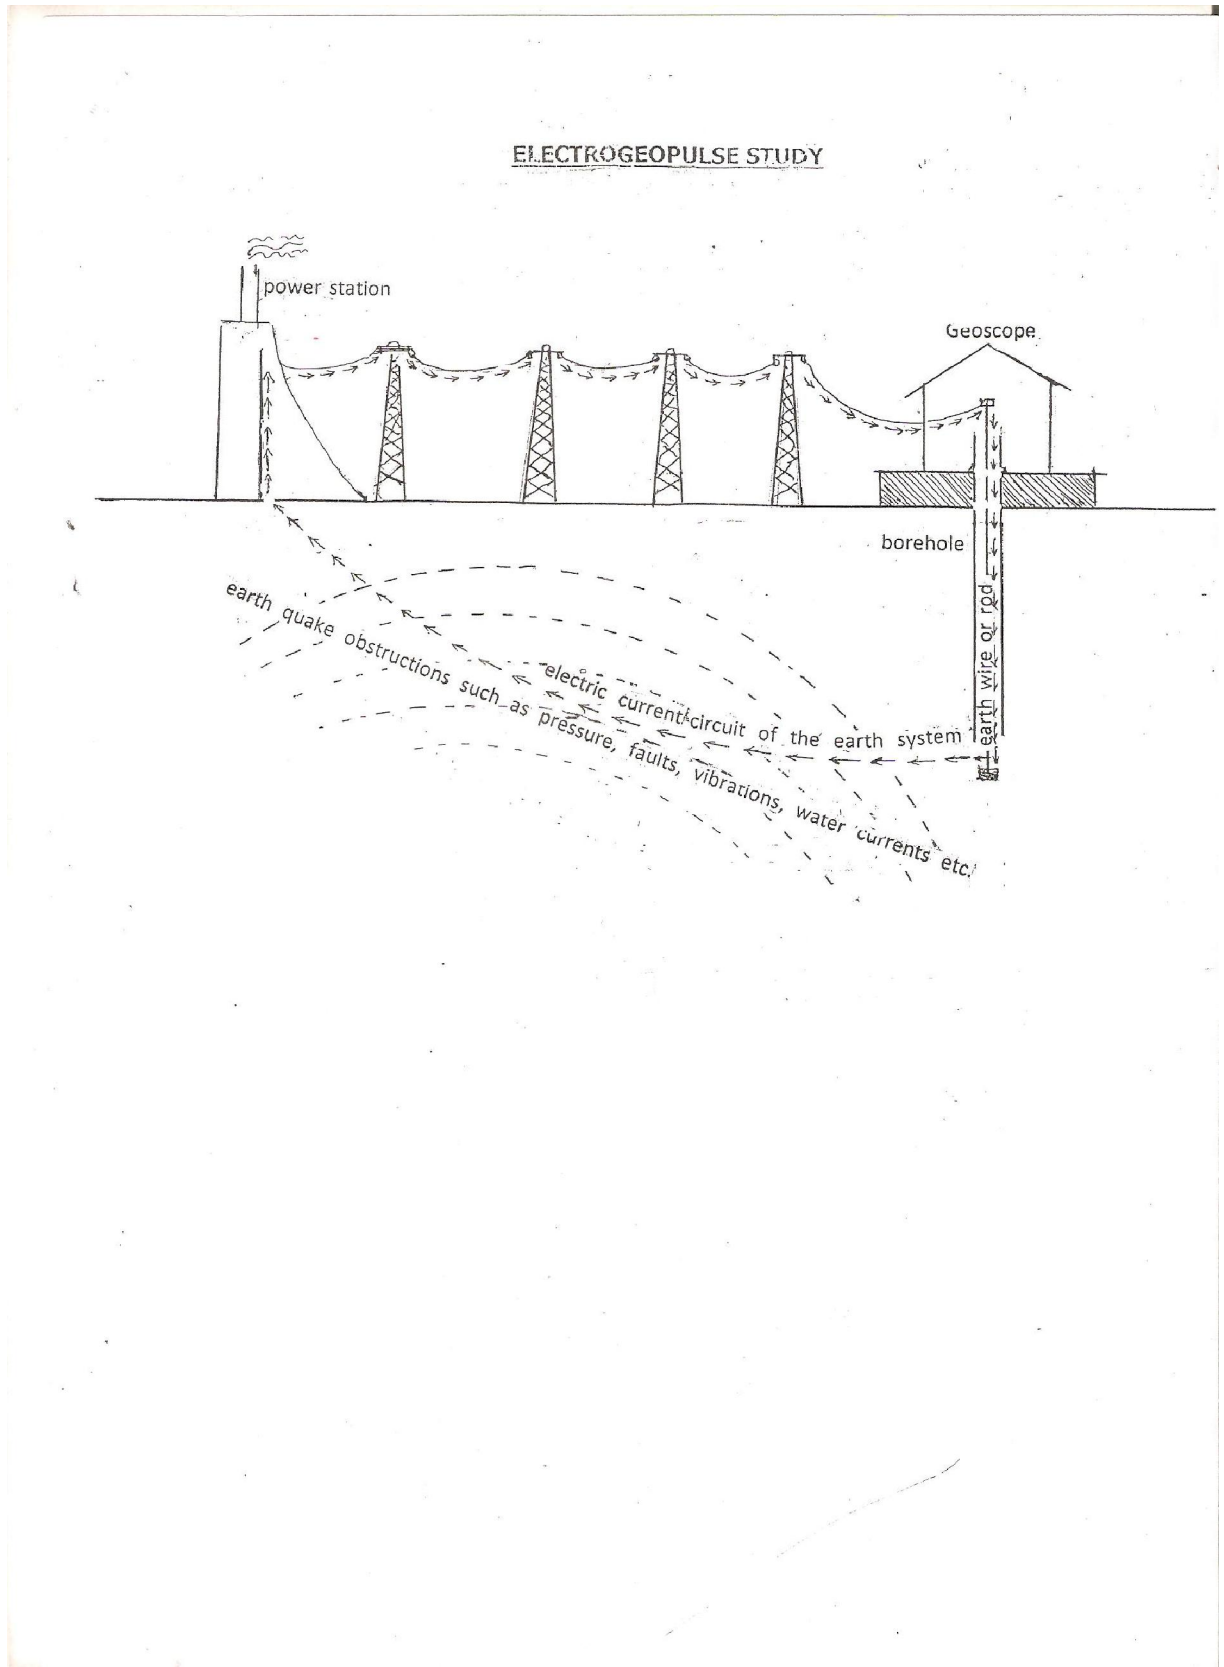 ELECTROGEOPULSE STUDY
power station
Geoscope
borehole
earth wire or rod
electric current/circuit of the earth system
earth quake obstructions such as pressure, faults, vibrations, water currents etc.